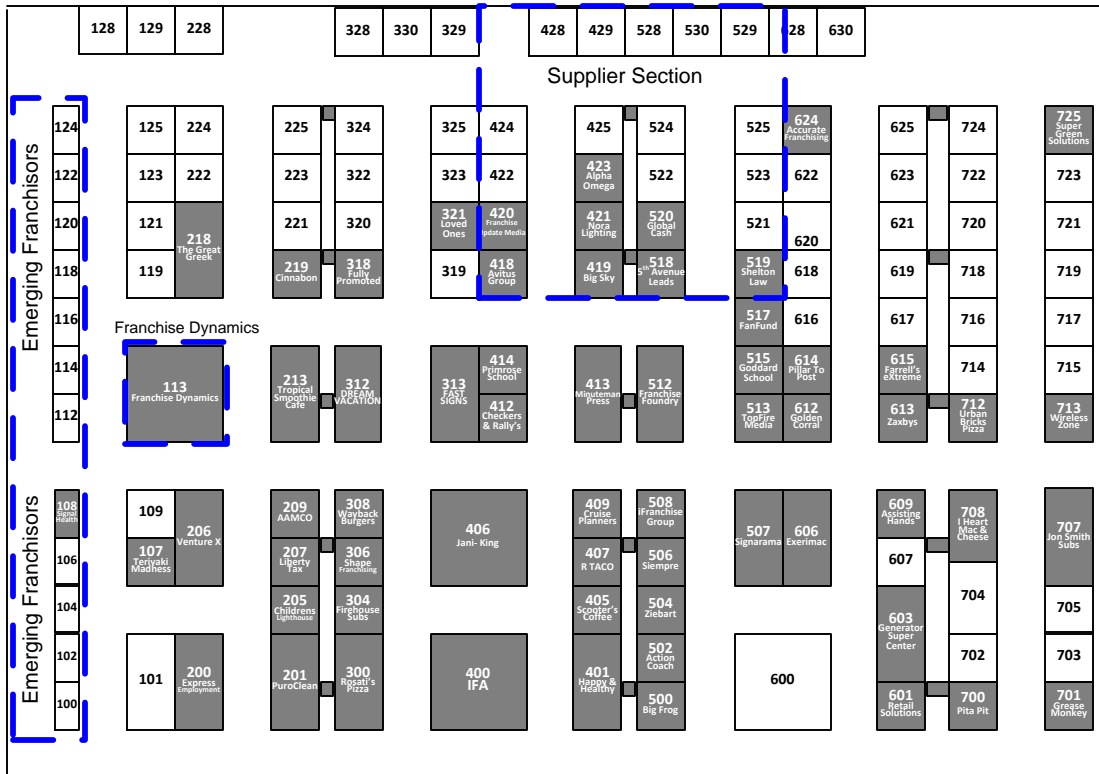 128 129 228 328 330 329 428 429 528 530 529 628 630
Supplier Section
Emerging Franchisors
124
122
120
118
116
114
112
125 224
123 222
121
218
The Great
Greek
119
225 324
223 322
221 320
219
Cinnabon
318
Fully
Promoted
325 424
323 422
321
Loved
Ones
420
Franchise
Update Media
319
418
Avitus
Group
425 524
423
Alpha
Omega
522
421
Nora
Lighting
520
Global
Cash
419
Big Sky
518
5th Avenue
Leads
525
624
Accurate
Franchising
523 622
521
620
519
Shelton
Law
618
517
FanFund
616
515
Goddard
School
614
Pillar To
Post
513
TopFire
Media
612
Golden
Corral
625 724
623 722
621 720
619 718
617 716
615
Farrell's
eXtreme
714
613
Zaxbys
712
Urban
Bricks
Pizza
725
Super
Green
Solutions
723
721
719
717
715
713
Wireless
Zone
Franchise Dynamics
113
Franchise Dynamics
213
Tropical
Smoothie
Cafe
312
DREAM
VACATION
313
FAST
SIGNS
414
Primrose
School
412
Checkers
& Rally's
413
Minuteman
Press
512
Franchise
Foundry
Emerging Franchisors
108
Signal
Health
106
104
102
100
109
206
Venture X
107
Teriyaki
Madness
101
200
Express
Employment
209
AAMCO
308
Wayback
Burgers
207
Liberty
Tax
306
Shape
Franchising
205
Childrens
Lighthouse
304
Firehouse
Subs
201
PuroClean
300
Rosati's
Pizza
406
Jani- King
400
IFA
409
Cruise
Planners
508
iFranchise
Group
407
R TACO
506
Siempre
405
Scooter's
Coffee
504
Ziebart
401
Happy &
Healthy
502
Action
Coach
500
Big Frog
507
Signarama
606
Exerimac
600
609
Assisting
Hands
708
I Heart
Mac &
Cheese
607
704
603
Generator
Super
Center
702
601
Retail
Solutions
700
Pita Pit
707
Jon Smith
Subs
705
703
701
Grease
Monkey